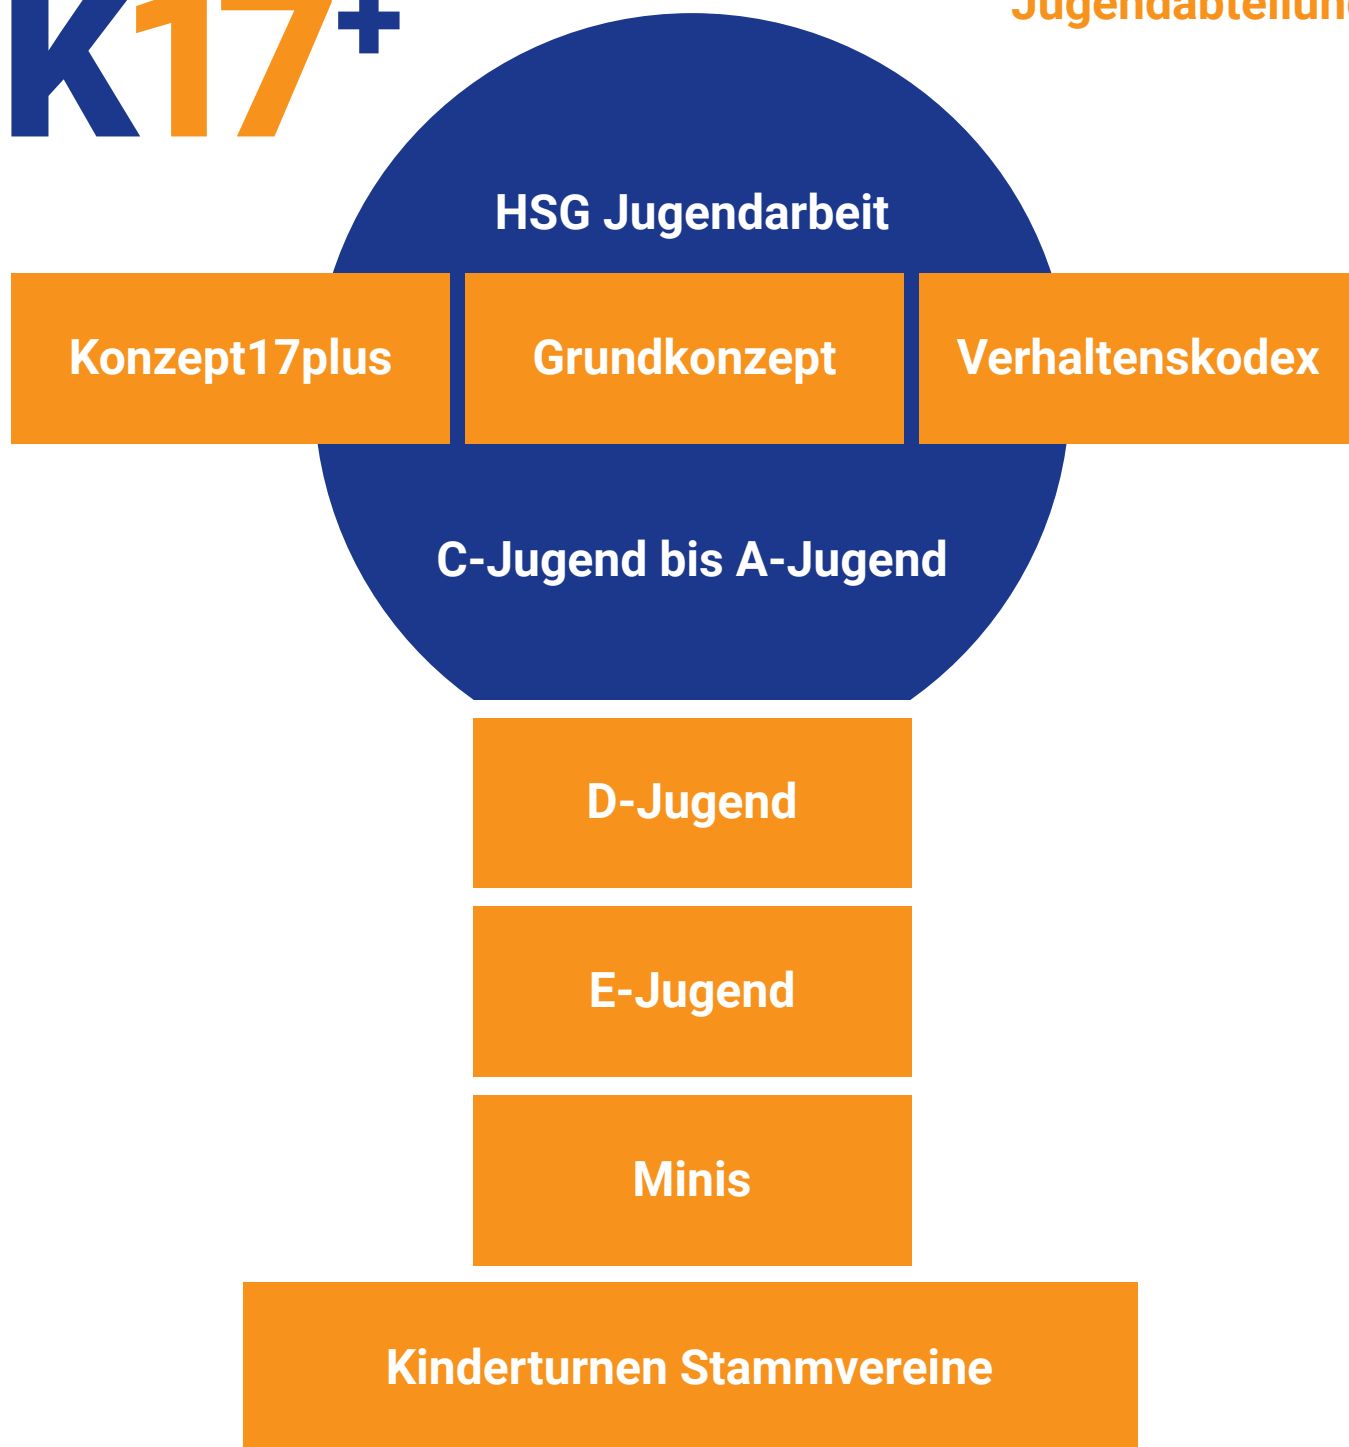 K17+
HSG Jugendarbeit
Konzept17plus
Grundkonzept
Verhaltenskodex
C-Jugend bis A-Jugend
D-Jugend
E-Jugend
Minis
Kinderturnen Stammvereine